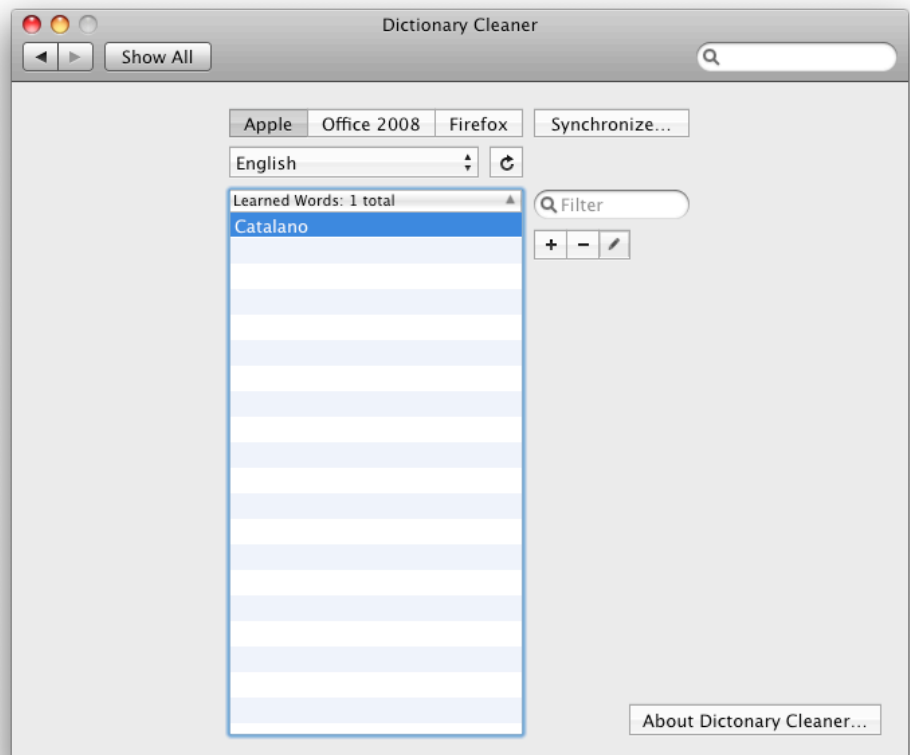 Dictionary Cleaner
Show All
Apple Office 2008 Firefox Synchronize...
English
Learned Words: 1 total
Filter
Catalano
About Dictonary Cleaner...